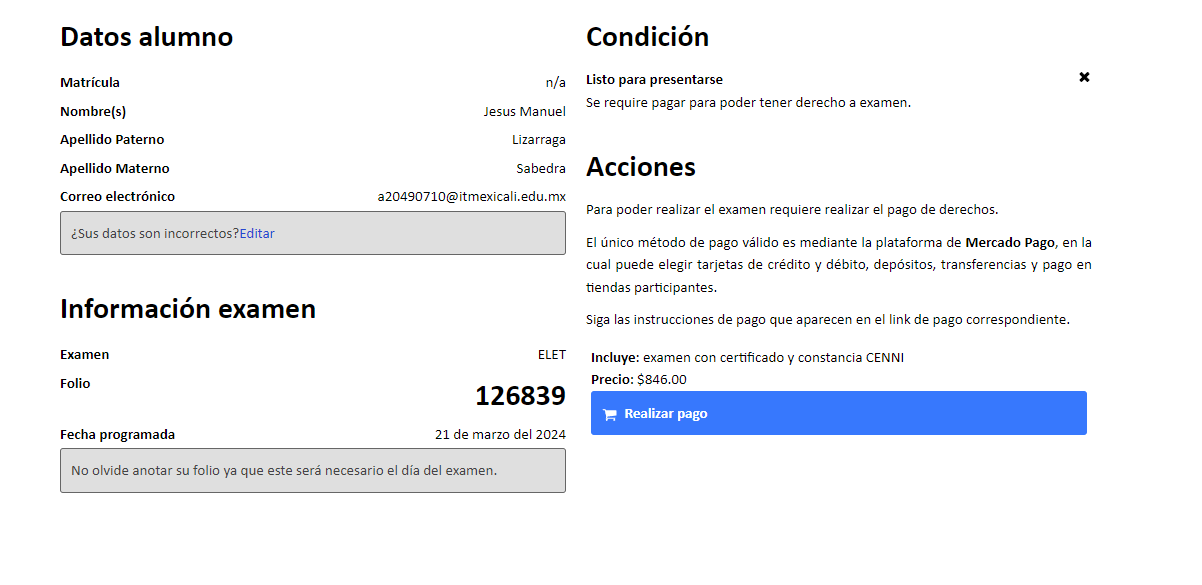 Datos alumno
Matrícula n/a
Nombre(s) Jesus Manuel
Apellido Paterno Lizarraga
Apellido Materno Sabedra
Correo electrónico a20490710@itmexicali.edu.mx
¿Sus datos son incorrectos?Editar
Información examen
Examen ELET
Folio 126839
Fecha programada 21 de marzo del 2024
No olvide anotar su folio ya que este será necesario el día del examen.
Condición
Listo para presentarse ✖
Se require pagar para poder tener derecho a examen.
Acciones
Para poder realizar el examen requiere realizar el pago de derechos.
El único método de pago válido es mediante la plataforma de Mercado Pago, en la
cual puede elegir tarjetas de crédito y débito, depósitos, transferencias y pago en
tiendas participantes.
Siga las instrucciones de pago que aparecen en el link de pago correspondiente.
Incluye: examen con certificado y constancia CENNI
Precio: $846.00
Realizar pago